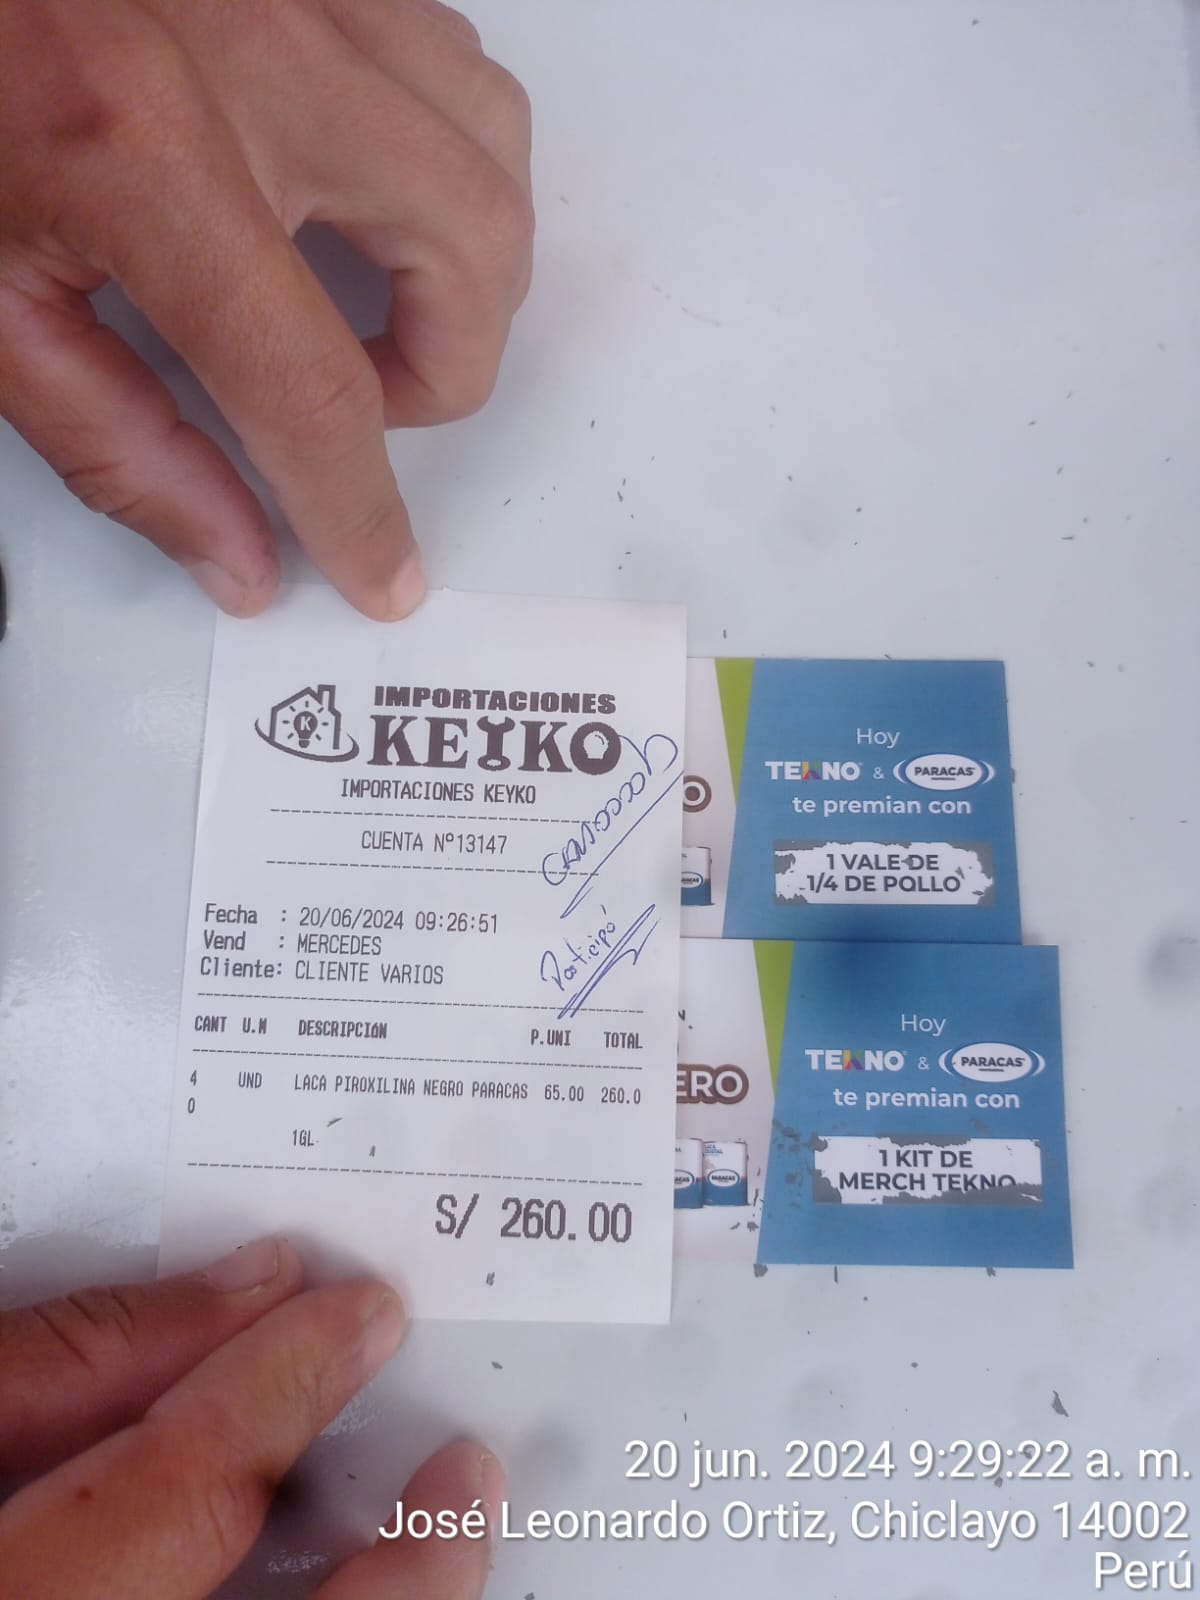 IMPORTACIONES
KEYKO
IMPORTACIONES KEYKO
CUENTA Nº13147
Fecha : 20/06/2024 09:26:51
Vend : MERCEDES
Cliente: CLIENTE VARIOS
Participó
CANT U.M DESCRIPCIÓN P.UNI TOTAL
4 UND LACA PIROXILINA NEGRO PARACAS 65.00 260.0
0
1GL
S/ 260.00
O
Hoy
TEKNO & PARACAS
te premian con
1 VALE DE
1/4 DE POLLO
ERO
PARACAS
Hoy
TEKNO & PARACAS
te premian con
1 KIT DE
MERCH TEKNO
20 jun. 2024 9:29:22 a. m.
José Leonardo Ortiz, Chiclayo 14002
Perú